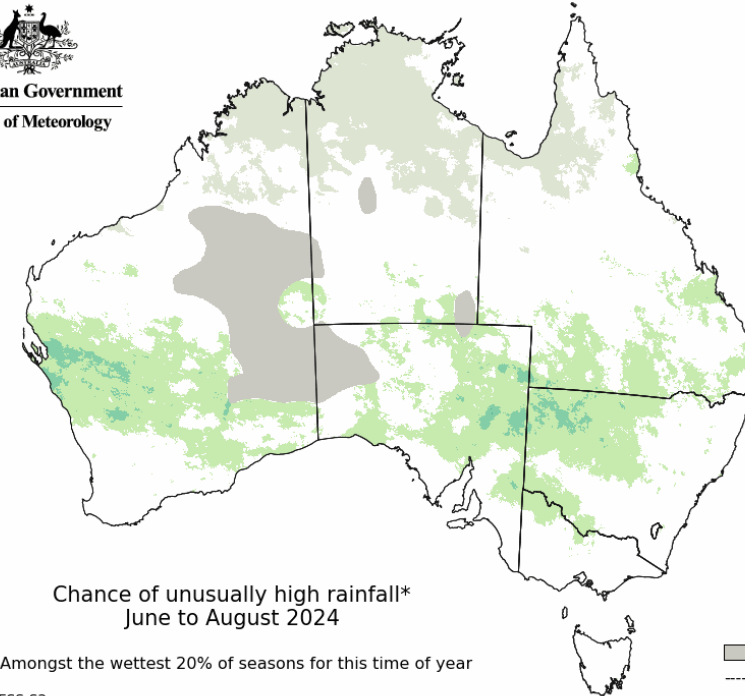 an Government
of Meteorology
Chance of unusually high rainfall*
June to August 2024
Amongst the wettest 20% of seasons for this time of year